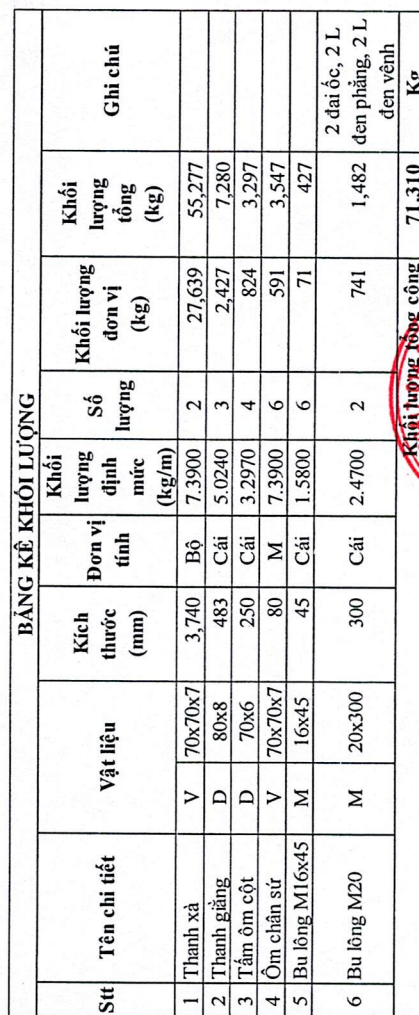 BẢNG KÊ KHỐI LƯỢNG
Stt Tên chi tiết Vật liệu Kích thước (mm) Đơn vị tính Khối lượng định mức (kg/m) Số lượng Khối lượng đơn vị (kg) Khối lượng tổng (kg) Ghi chú
1 Thanh xà V 70x70x7 3,740 Bộ 7.3900 2 27,639 55,277
2 Thanh giằng D 80x8 483 Cái 5.0240 3 2,427 7,280
3 Tấm ôm cột D 70x6 250 Cái 3.2970 4 824 3,297
4 Ôm chân sứ V 70x70x7 80 M 7.3900 6 591 3,547
5 Bu lông M16x45 M 16x45 45 Cái 1.5800 6 71 427
6 Bu lông M20 M 20x300 300 Cái 2.4700 2 741 1,482 2 đai ốc, 2 L đen phẳng, 2 L đen vênh
Khối lượng tổng cộng 71.310 Kg